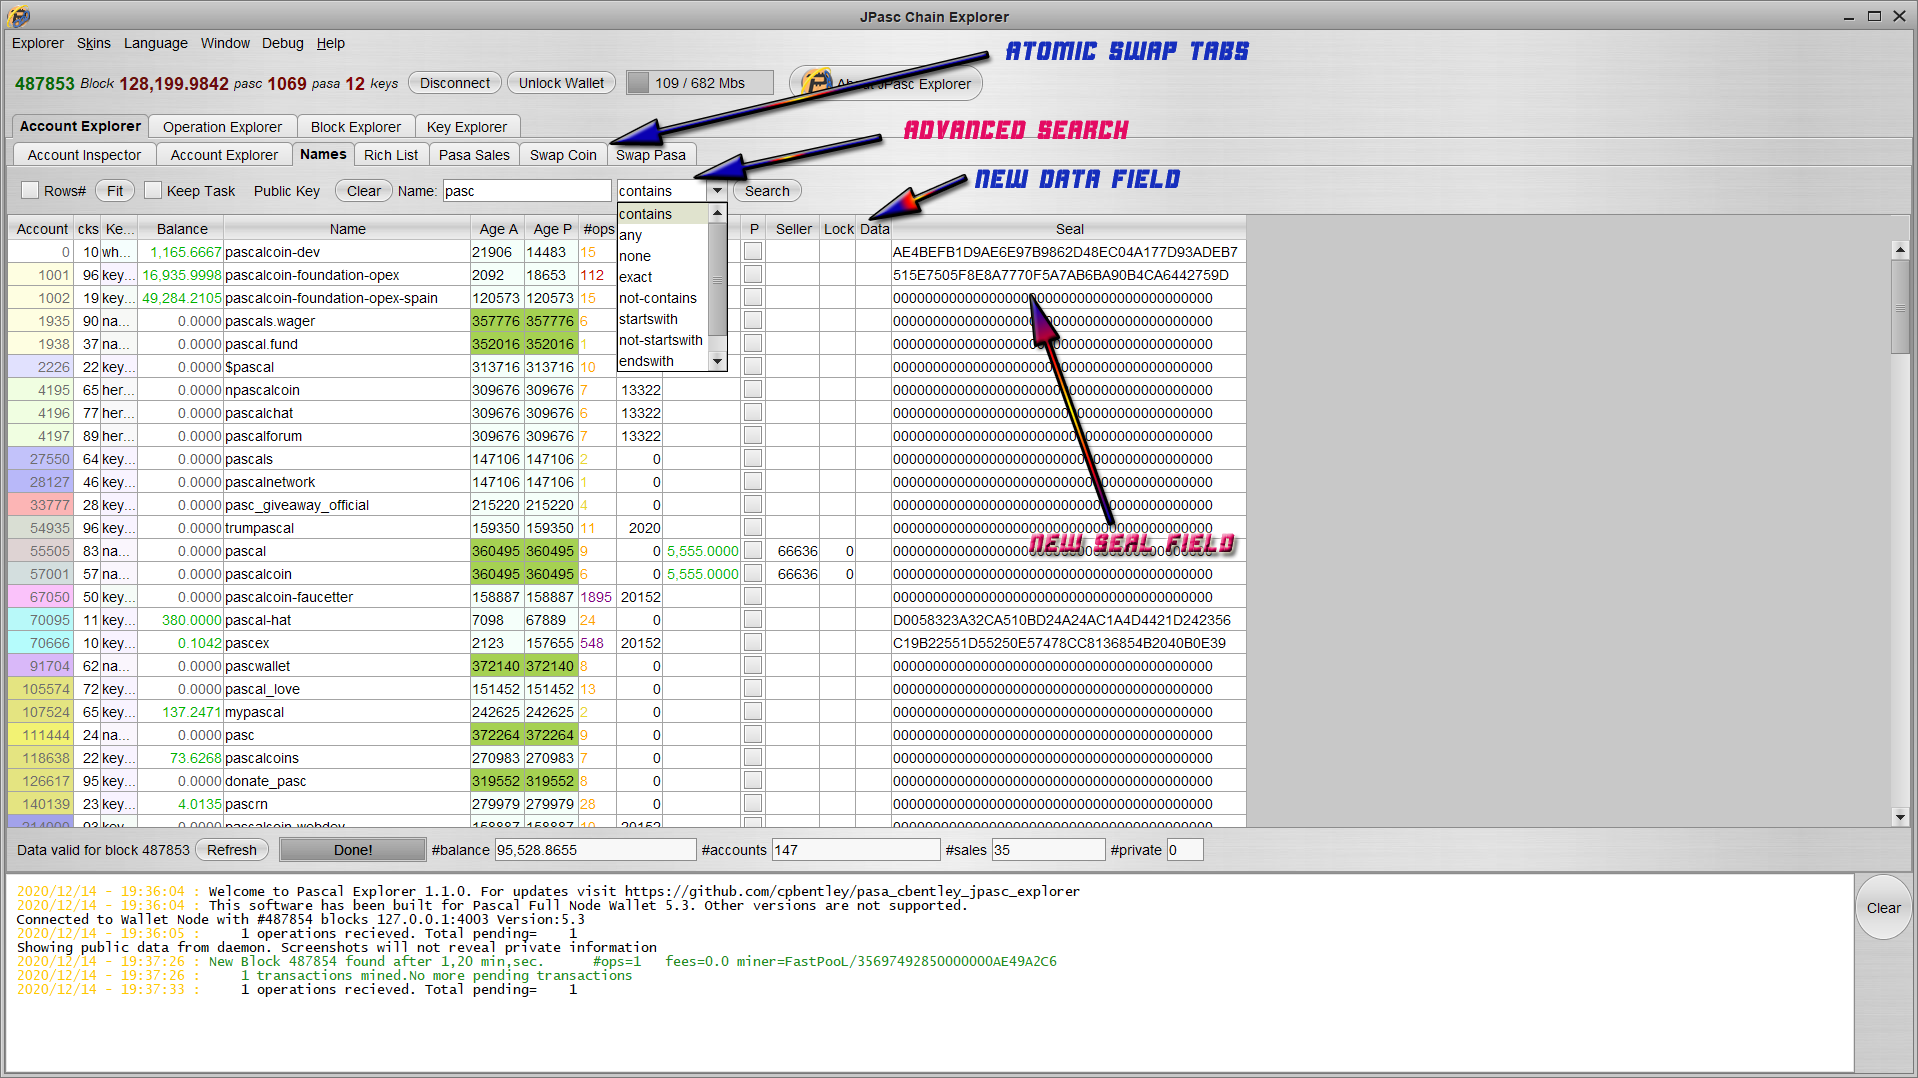 JPasc Chain Explorer
Explorer Skins Language Window Debug Help
ATOMIC SWAP TABS
487853 Block 128,199.9842 pasc 1069 pasa 12 keys Disconnect Unlock Wallet 109 / 682 Mbs JPasc Explorer
ADVANCED SEARCH
Account Explorer Operation Explorer Block Explorer Key Explorer
Account Inspector Account Explorer Names Rich List Pasa Sales Swap Coin Swap Pasa
NEW DATA FIELD
Rows# Fit Keep Task Public Key Clear Name: pasc contains Search
contains
any
none
exact
not-contains
startswith
not-startswith
endswith
Account cks Ke... Balance Name Age A Age P #ops P Seller Lock Data Seal
0 10 wh... 1,165.6667 pascalcoin-dev 21906 14483 15 AE4BEFB1D9AE6E97B9862D48EC04A177D93ADEB7
1001 96 key... 16,935.9998 pascalcoin-foundation-opex 2092 18653 112 515E7505F8E8A7770F5A7AB6BA90B4CA6442759D
1002 19 key... 49,284.2105 pascalcoin-foundation-opex-spain 120573 120573 15 0000000000000000000000000000000000000000
1935 90 na... 0.0000 pascals.wager 357776 357776 6 0000000000000000000000000000000000000000
1938 37 na... 0.0000 pascal.fund 352016 352016 1 0000000000000000000000000000000000000000
2226 22 key... 0.0000 $pascal 313716 313716 10 0000000000000000000000000000000000000000
4195 65 her... 0.0000 npascalcoin 309676 309676 7 13322 0000000000000000000000000000000000000000
4196 77 her... 0.0000 pascalchat 309676 309676 6 13322 0000000000000000000000000000000000000000
4197 89 her... 0.0000 pascalforum 309676 309676 7 13322 0000000000000000000000000000000000000000
27550 64 key... 0.0000 pascals 147106 147106 2 0 0000000000000000000000000000000000000000
28127 46 key... 0.0000 pascalnetwork 147106 147106 1 0 0000000000000000000000000000000000000000
33777 28 key... 0.0000 pasc_giveaway_official 215220 215220 4 0 0000000000000000000000000000000000000000
54935 96 key... 0.0000 trumpascal 159350 159350 11 2020 0000000000000000000000000000000000000000
55505 83 na... 0.0000 pascal 360495 360495 9 0 5,555.0000 66636 0 0000000000000000000000000000000000000000
NEW SEAL FIELD
57001 57 na... 0.0000 pascalcoin 360495 360495 6 0 5,555.0000 66636 0 0000000000000000000000000000000000000000
67050 50 key... 0.0000 pascalcoin-faucetter 158887 158887 1895 20152 0000000000000000000000000000000000000000
70095 11 key... 380.0000 pascal-hat 7098 67889 24 D0058323A32CA510BD24A24AC1A4D4421D242356
70666 10 key... 0.1042 pascex 2123 157655 548 20152 C19B22551D55250E57478CC8136854B2040B0E39
91704 62 na... 0.0000 pascwallet 372140 372140 8 0 0000000000000000000000000000000000000000
105574 72 key... 0.0000 pascal_love 151452 151452 13 0 0000000000000000000000000000000000000000
107524 65 key... 137.2471 mypascal 242625 242625 2 0 0000000000000000000000000000000000000000
111444 24 na... 0.0000 pasc 372264 372264 9 0 0000000000000000000000000000000000000000
118638 22 key... 73.6268 pascalcoins 270983 270983 7 0 0000000000000000000000000000000000000000
126617 95 key... 0.0000 donate_pasc 319552 319552 8 0 0000000000000000000000000000000000000000
140139 23 key... 4.0135 pascrn 279979 279979 28 0 0000000000000000000000000000000000000000
key... 0.0000 pascalcoin-webdev 158887 158887 20152 0000000000000000000000000000000000000000
Data valid for block 487853 Refresh Done! #balance 95,528.8655 #accounts 147 #sales 35 #private 0
2020/12/14 - 19:36:04 : Welcome to Pascal Explorer 1.1.0. For updates visit https://github.com/cpbentley/pasa_cbentley_jpasc_explorer
2020/12/14 - 19:36:04 : This software has been built for Pascal Full Node Wallet 5.3. Other versions are not supported.
Connected to Wallet Node with #487854 blocks 127.0.0.1:4003 Version:5.3
2020/12/14 - 19:36:05 : 1 operations recieved. Total pending= 1
Showing public data from daemon. Screenshots will not reveal private information
2020/12/14 - 19:37:26 : New Block 487854 found after 1,20 min,sec. #ops=1 fees=0.0 miner=FastPooL/35697492850000000AE49A2C6
2020/12/14 - 19:37:26 : 1 transactions mined.No more pending transactions
2020/12/14 - 19:37:33 : 1 operations recieved. Total pending= 1
Clear